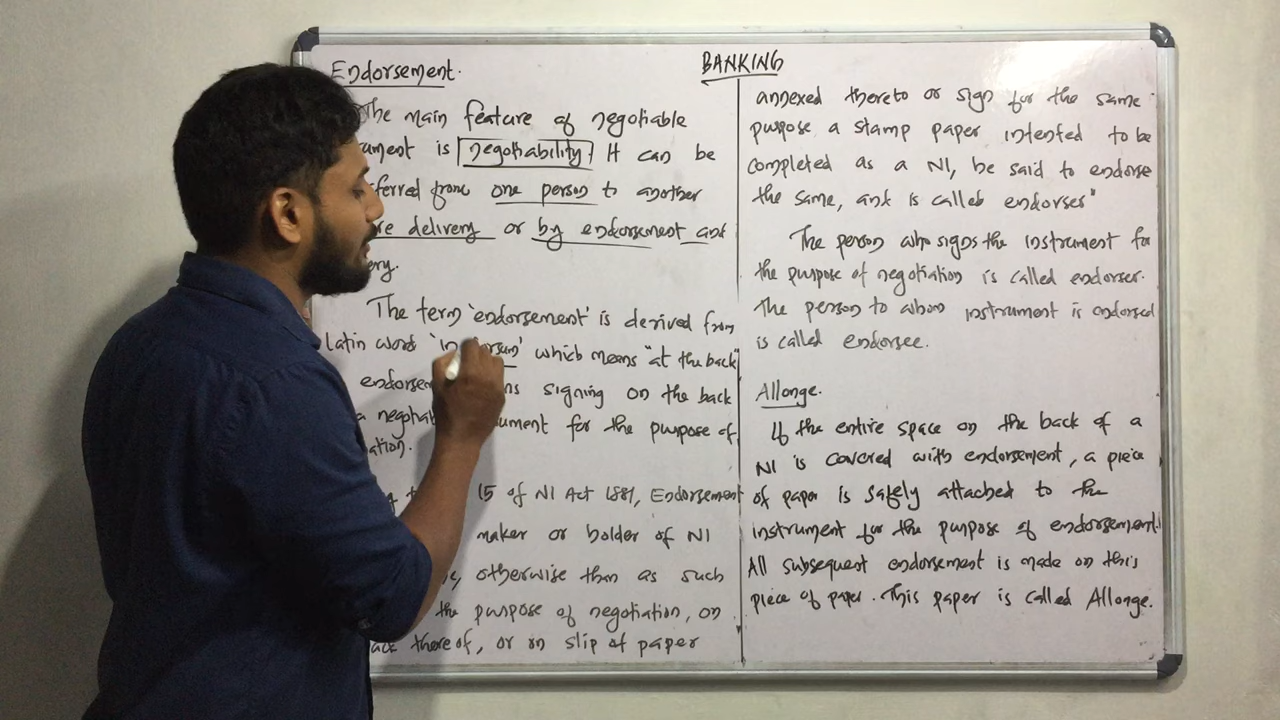 BANKING
Endorsement.
The main feature of negotiable
ument is negotiability. It can be
ferred from one person to another
re delivery or by endorsement and
ery.
The term 'endorsement' is derived from
Latin word which means "at the back"
signing on the back
a ument for the purpose of
ation.
15 of NI Act 1881, Endorsement
maker or holder of NI
otherwise than as such
the purpose of negotiation, on
there of, or on slip of paper
annexed thereto or sign for the same
purpose a stamp paper intented to be
completed as a NI, be said to endorse
the same, and is called endorser"
The person who signs the instrument for
the purpose of negotiation is called endorser.
The person to whom instrument is endorsed
is called endorsee.
Allonge.
If the entire space on the back of a
NI is covered with endorsement, a piece
of paper is safely attached to the
instrument for the purpose of endorsement.
All subsequent endorsement is made on this
piece of paper. This paper is called Allonge.